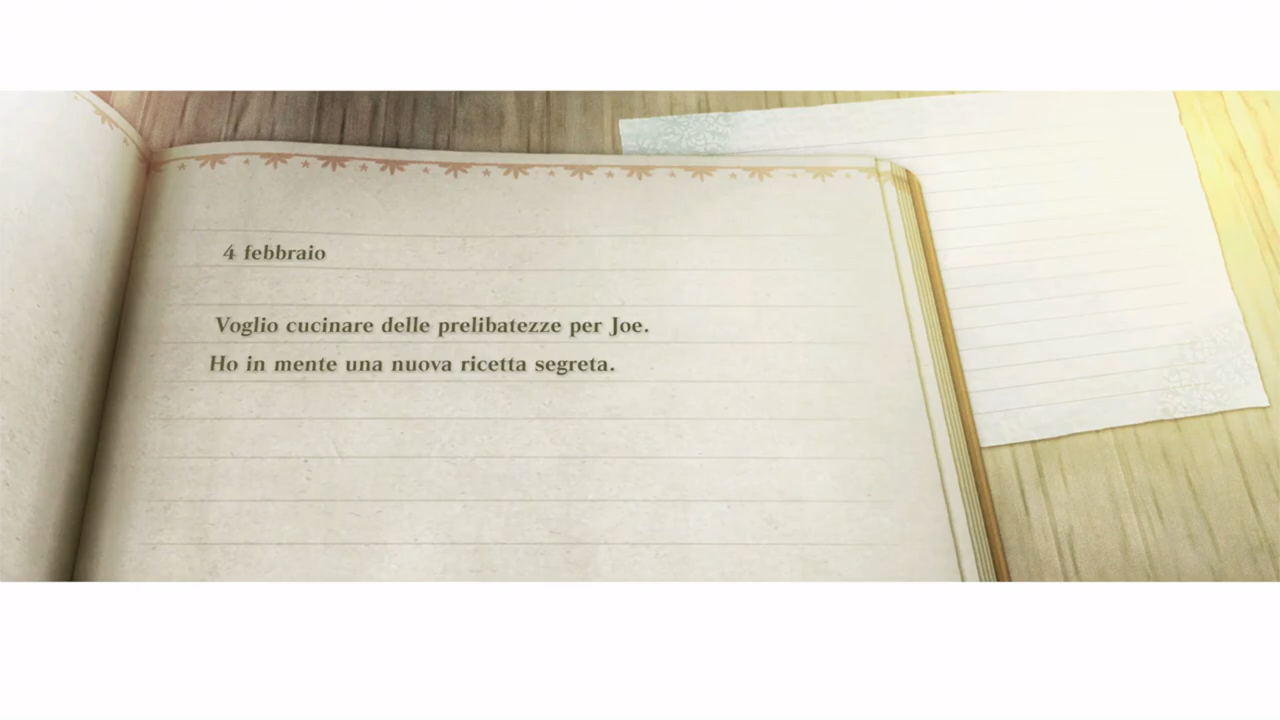 4 febbraio
Voglio cucinare delle prelibatezze per Joe.
Ho in mente una nuova ricetta segreta.